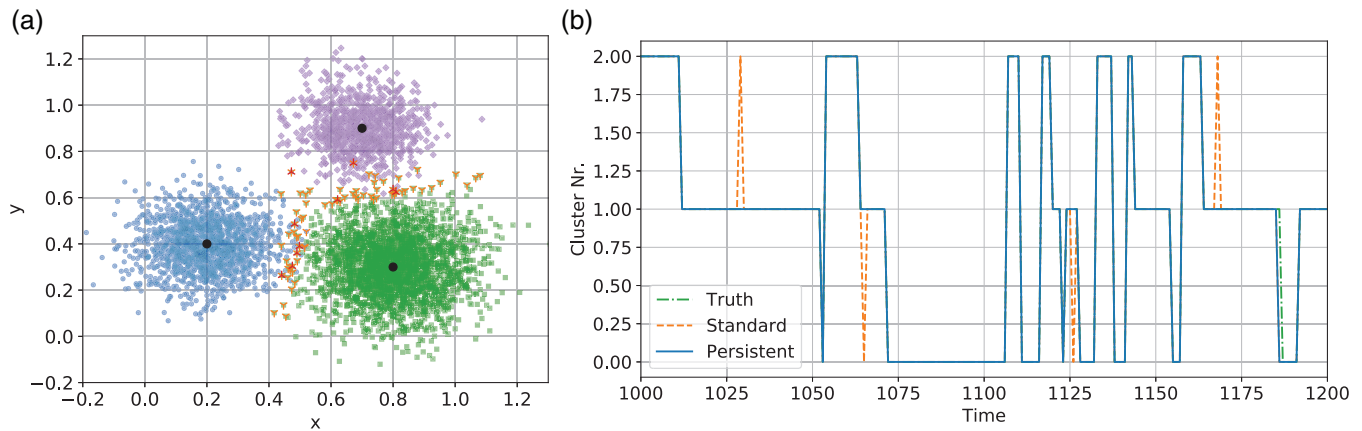 (a)
1.2
1.0
0.8
0.6
0.4
0.2
0.0
−0.2
y
−0.2 0.0 0.2 0.4 0.6 0.8 1.0 1.2
x
(b)
2.00
1.75
1.50
1.25
1.00
0.75
0.50
0.25
0.00
Cluster Nr.
Truth
Standard
Persistent
1000 1025 1050 1075 1100 1125 1150 1175 1200
Time